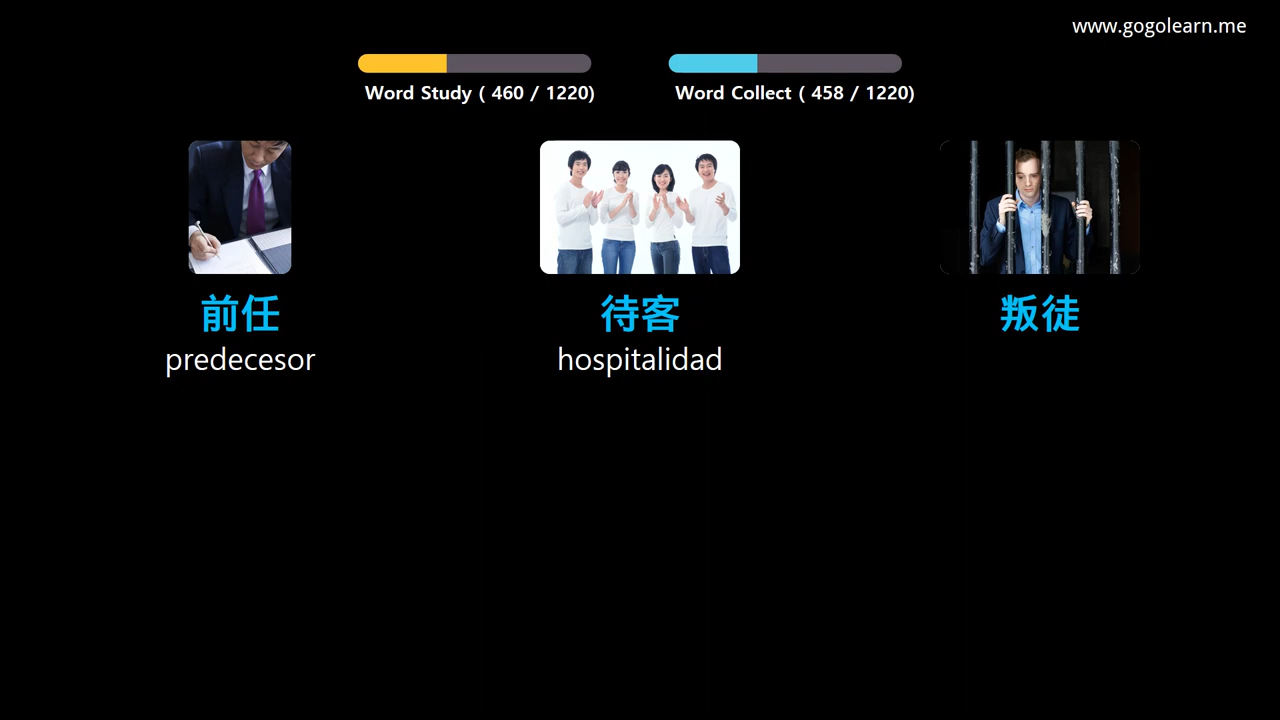 www.gogolearn.me
Word Study ( 460 / 1220)
Word Collect ( 458 / 1220)
前任
predecesor
待客
hospitalidad
叛徒